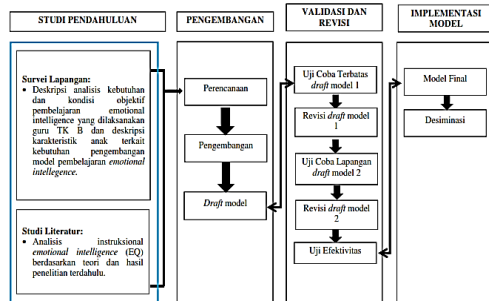 STUDI PENDAHULUAN
Survei Lapangan:
• Deskripsi analisis kebutuhan
dan kondisi objektif
pembelajaran emotional
intelligence yang dilaksanakan
guru TK B dan deskripsi
karakteristik anak terkait
kebutuhan pengembangan
model pembelajaran emotional
intellegence.
Studi Literatur:
• Analisis instruksional
emotional intelligence (EQ)
berdasarkan teori dan hasil
penelitian terdahulu.
PENGEMBANGAN
Perencanaan
Pengembangan
Draft model
VALIDASI DAN
REVISI
Uji Coba Terbatas
draft model 1
Revisi draft model
1
Uji Coba Lapangan
draft model 2
Revisi draft model
2
Uji Efektivitas
IMPLEMENTASI
MODEL
Model Final
Desiminasi